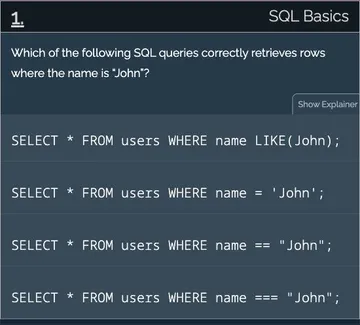 1.
SQL Basics
Which of the following SQL queries correctly retrieves rows
where the name is "John"?
Show Explainer
SELECT * FROM users WHERE name LIKE(John);
SELECT * FROM users WHERE name = 'John';
SELECT * FROM users WHERE name == "John";
SELECT * FROM users WHERE name === "John";